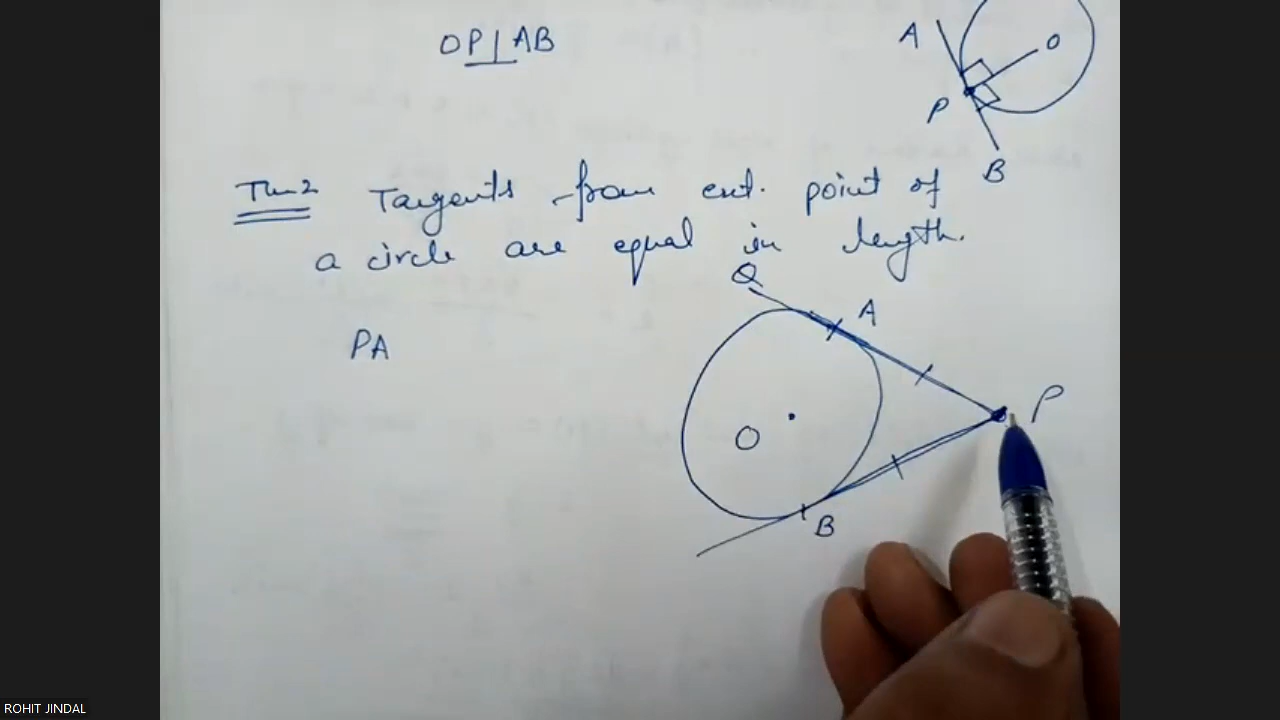 OP⊥AB
A
O
P
B
Thm 2 Tangents from ext. point of
a circle are equal in length.
Q
A
PA
P
O
B
ROHIT JINDAL